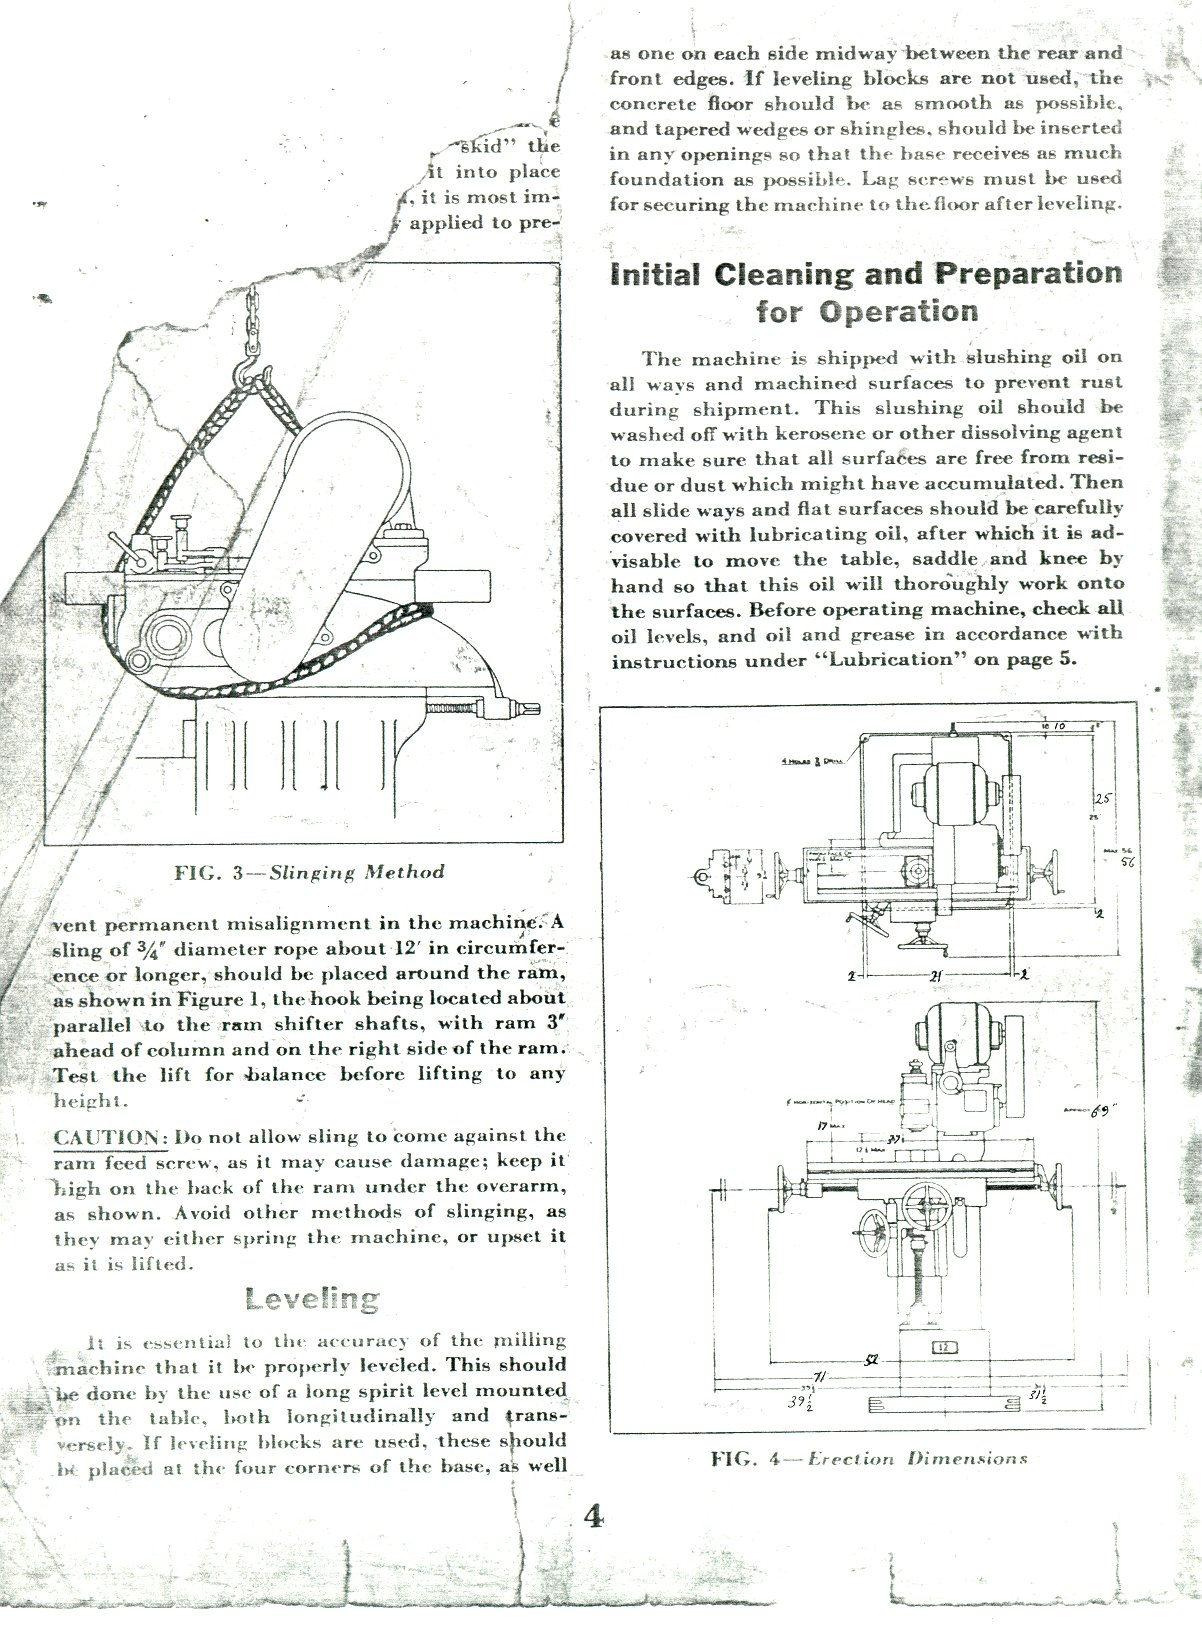 e
"skid" the
it into place
, it is most im-
applied to pre-
FIG. 3—Slinging Method
vent permanent misalignment in the machine. A
sling of 3/4" diameter rope about 12' in circumfer-
ence or longer, should be placed around the ram,
as shown in Figure 1, the hook being located about
parallel to the ram shifter shafts, with ram 3"
ahead of column and on the right side of the ram.
Test the lift for balance before lifting to any
height.
CAUTION: Do not allow sling to come against the
ram feed screw, as it may cause damage; keep it
high on the back of the ram under the overarm,
as shown. Avoid other methods of slinging, as
they may either spring the machine, or upset it
as it is lifted.
Leveling
It is essential to the accuracy of the milling
machine that it be properly leveled. This should
be done by the use of a long spirit level mounted
on the table, both longitudinally and trans-
versely. If leveling blocks are used, these should
be placed at the four corners of the base, as well
as one on each side midway between the rear and
front edges. If leveling blocks are not used, the
concrete floor should be as smooth as possible,
and tapered wedges or shingles, should be inserted
in any openings so that the base receives as much
foundation as possible. Lag screws must be used
for securing the machine to the floor after leveling.
Initial Cleaning and Preparation
for Operation
The machine is shipped with slushing oil on
all ways and machined surfaces to prevent rust
during shipment. This slushing oil should be
washed off with kerosene or other dissolving agent
to make sure that all surfaces are free from resi-
due or dust which might have accumulated. Then
all slide ways and flat surfaces should be carefully
covered with lubricating oil, after which it is ad-
visable to move the table, saddle and knee by
hand so that this oil will thoroughly work onto
the surfaces. Before operating machine, check all
oil levels, and oil and grease in accordance with
instructions under "Lubrication" on page 5.
10 10
4 HOLES DRILL
25
25
MAX 56
56
2
2 21 2
HORIZONTAL POSITION OF HEAD
APPROX 69"
17 MAX
12 1/2 MAX
12
52
71
39 1/2
31 1/2
FIG. 4—Erection Dimensions
4